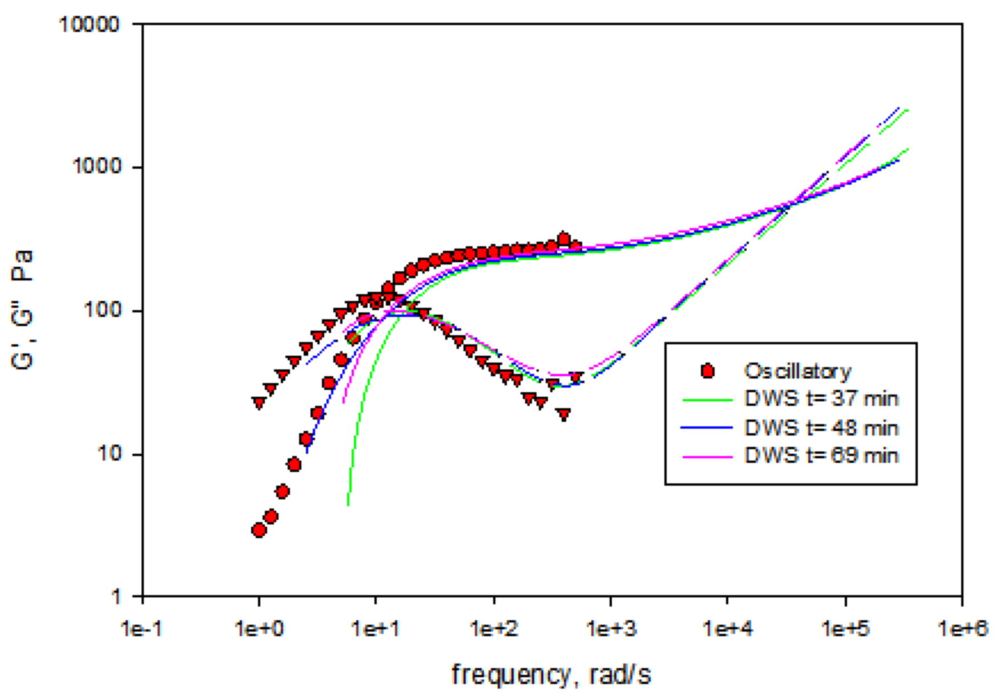 10000
1000
100
10
1
G', G'' Pa
1e-1 1e+0 1e+1 1e+2 1e+3 1e+4 1e+5 1e+6
frequency, rad/s
Oscillatory
DWS t= 37 min
DWS t= 48 min
DWS t= 69 min